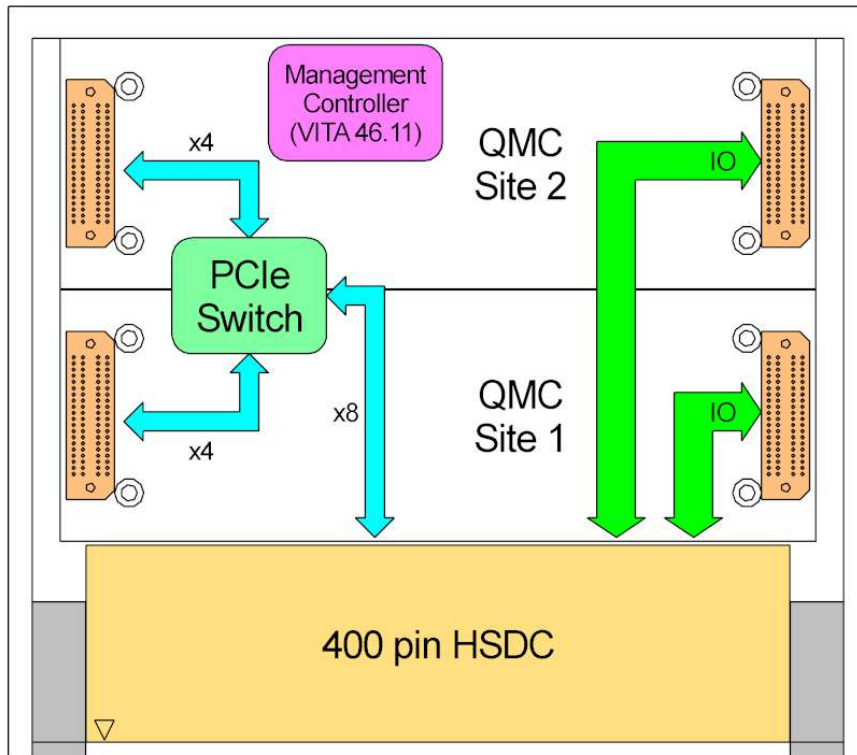 Management
Controller
(VITA 46.11)
x4
QMC
Site 2
IO
PCIe
Switch
x8
QMC
Site 1
IO
x4
400 pin HSDC